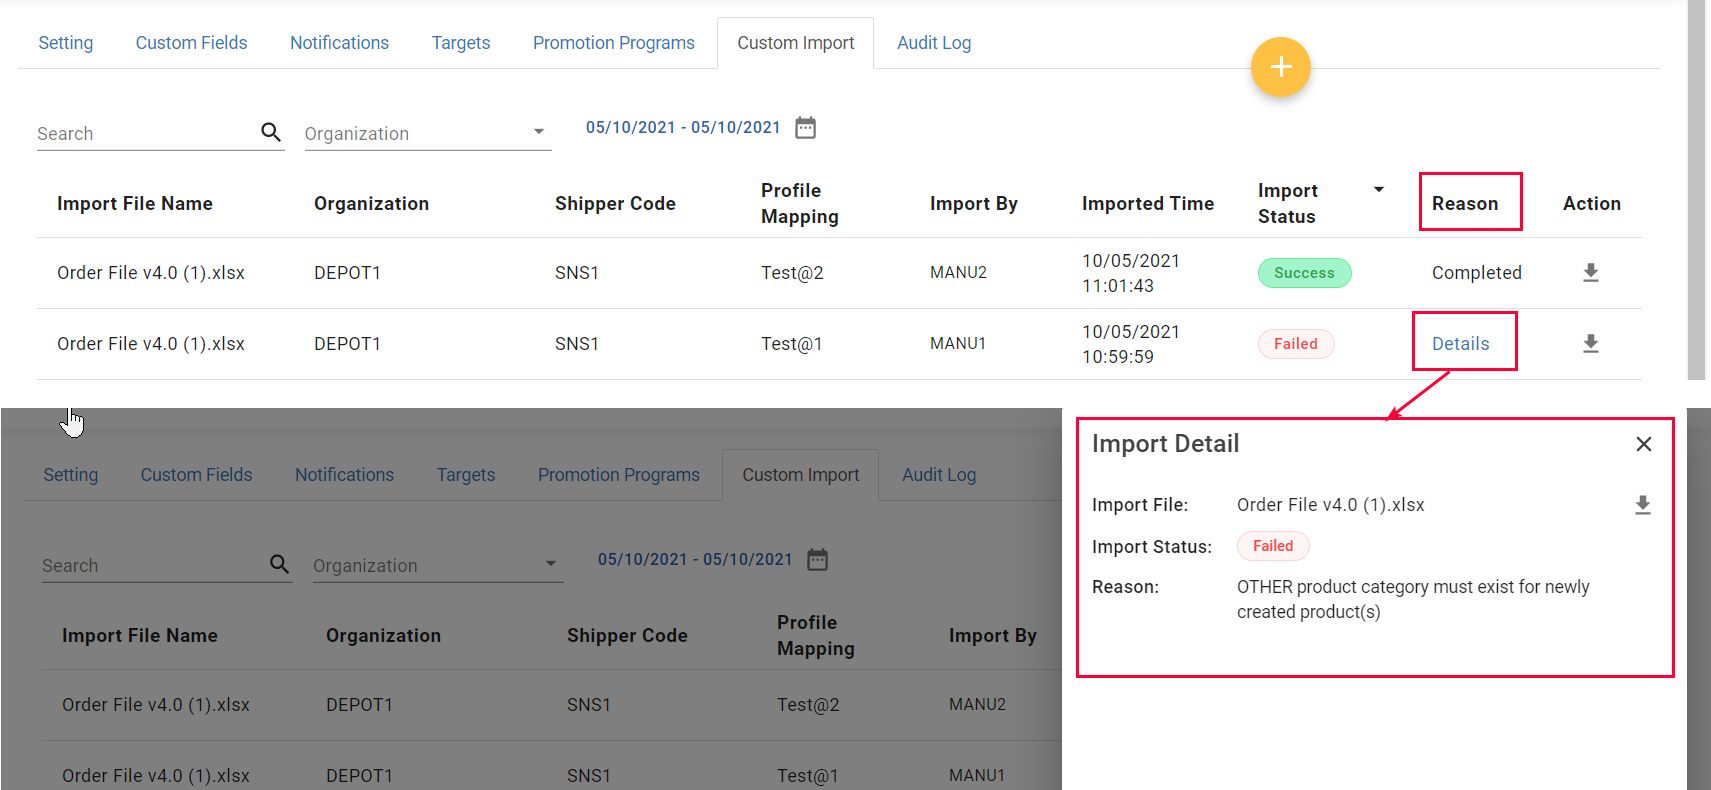 Setting Custom Fields Notifications Targets Promotion Programs Custom Import Audit Log
Search Organization 05/10/2021 - 05/10/2021
Import File Name Organization Shipper Code Profile Mapping Import By Imported Time Import Status Reason Action
Order File v4.0 (1).xlsx DEPOT1 SNS1 Test@2 MANU2 10/05/2021 11:01:43 Success Completed
Order File v4.0 (1).xlsx DEPOT1 SNS1 Test@1 MANU1 10/05/2021 10:59:59 Failed Details
Setting Custom Fields Notifications Targets Promotion Programs Custom Import Audit Log
Search Organization 05/10/2021 - 05/10/2021
Import File Name Organization Shipper Code Profile Mapping Import By
Order File v4.0 (1).xlsx DEPOT1 SNS1 Test@2 MANU2
Order File v4.0 (1).xlsx DEPOT1 SNS1 Test@1 MANU1
Import Detail
Import File: Order File v4.0 (1).xlsx
Import Status: Failed
Reason: OTHER product category must exist for newly
created product(s)